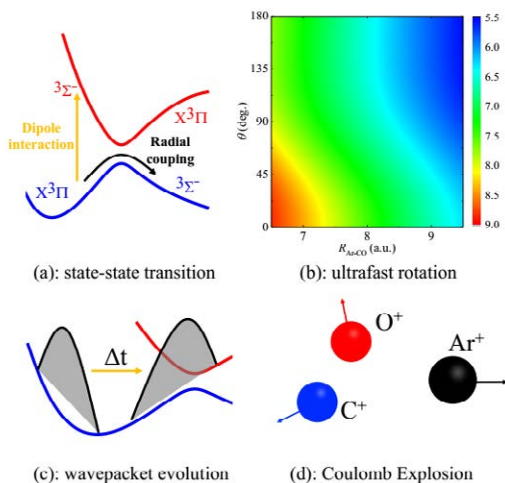 ³Σ⁻
X³Π
Dipole
interaction
Radial
couping
X³Π
³Σ⁻
(a): state-state transition
180
135
90
45
0
θ(deg.)
7
8
9
R_Ar-CO (a.u.)
5.5
6.0
6.5
7.0
7.5
8.0
8.5
9.0
(b): ultrafast rotation
Δt
(c): wavepacket evolution
O⁺
Ar⁺
C⁺
(d): Coulomb Explosion